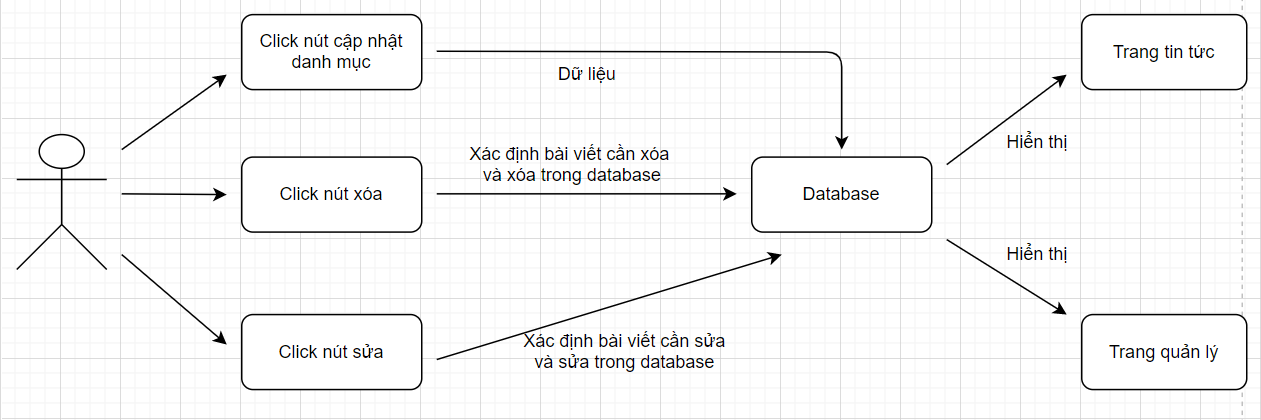 Click nút cập nhật
danh mục
Dữ liệu
Trang tin tức
Hiển thị
Xác định bài viết cần xóa
và xóa trong database
Click nút xóa
Database
Hiển thị
Click nút sửa
Xác định bài viết cần sửa
và sửa trong database
Trang quản lý